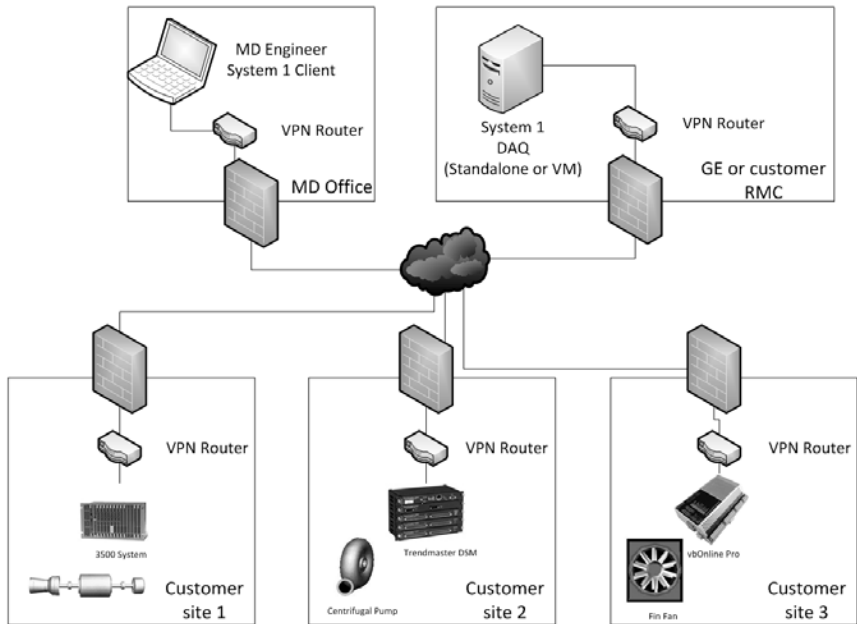 MD Engineer
System 1 Client
VPN Router
MD Office
System 1
DAQ
(Standalone or VM)
VPN Router
GE or customer
RMC
VPN Router
3500 System
Customer
site 1
VPN Router
Trendmaster DSM
Centrifugal Pump
Customer
site 2
VPN Router
vbOnline Pro
Fin Fan
Customer
site 3